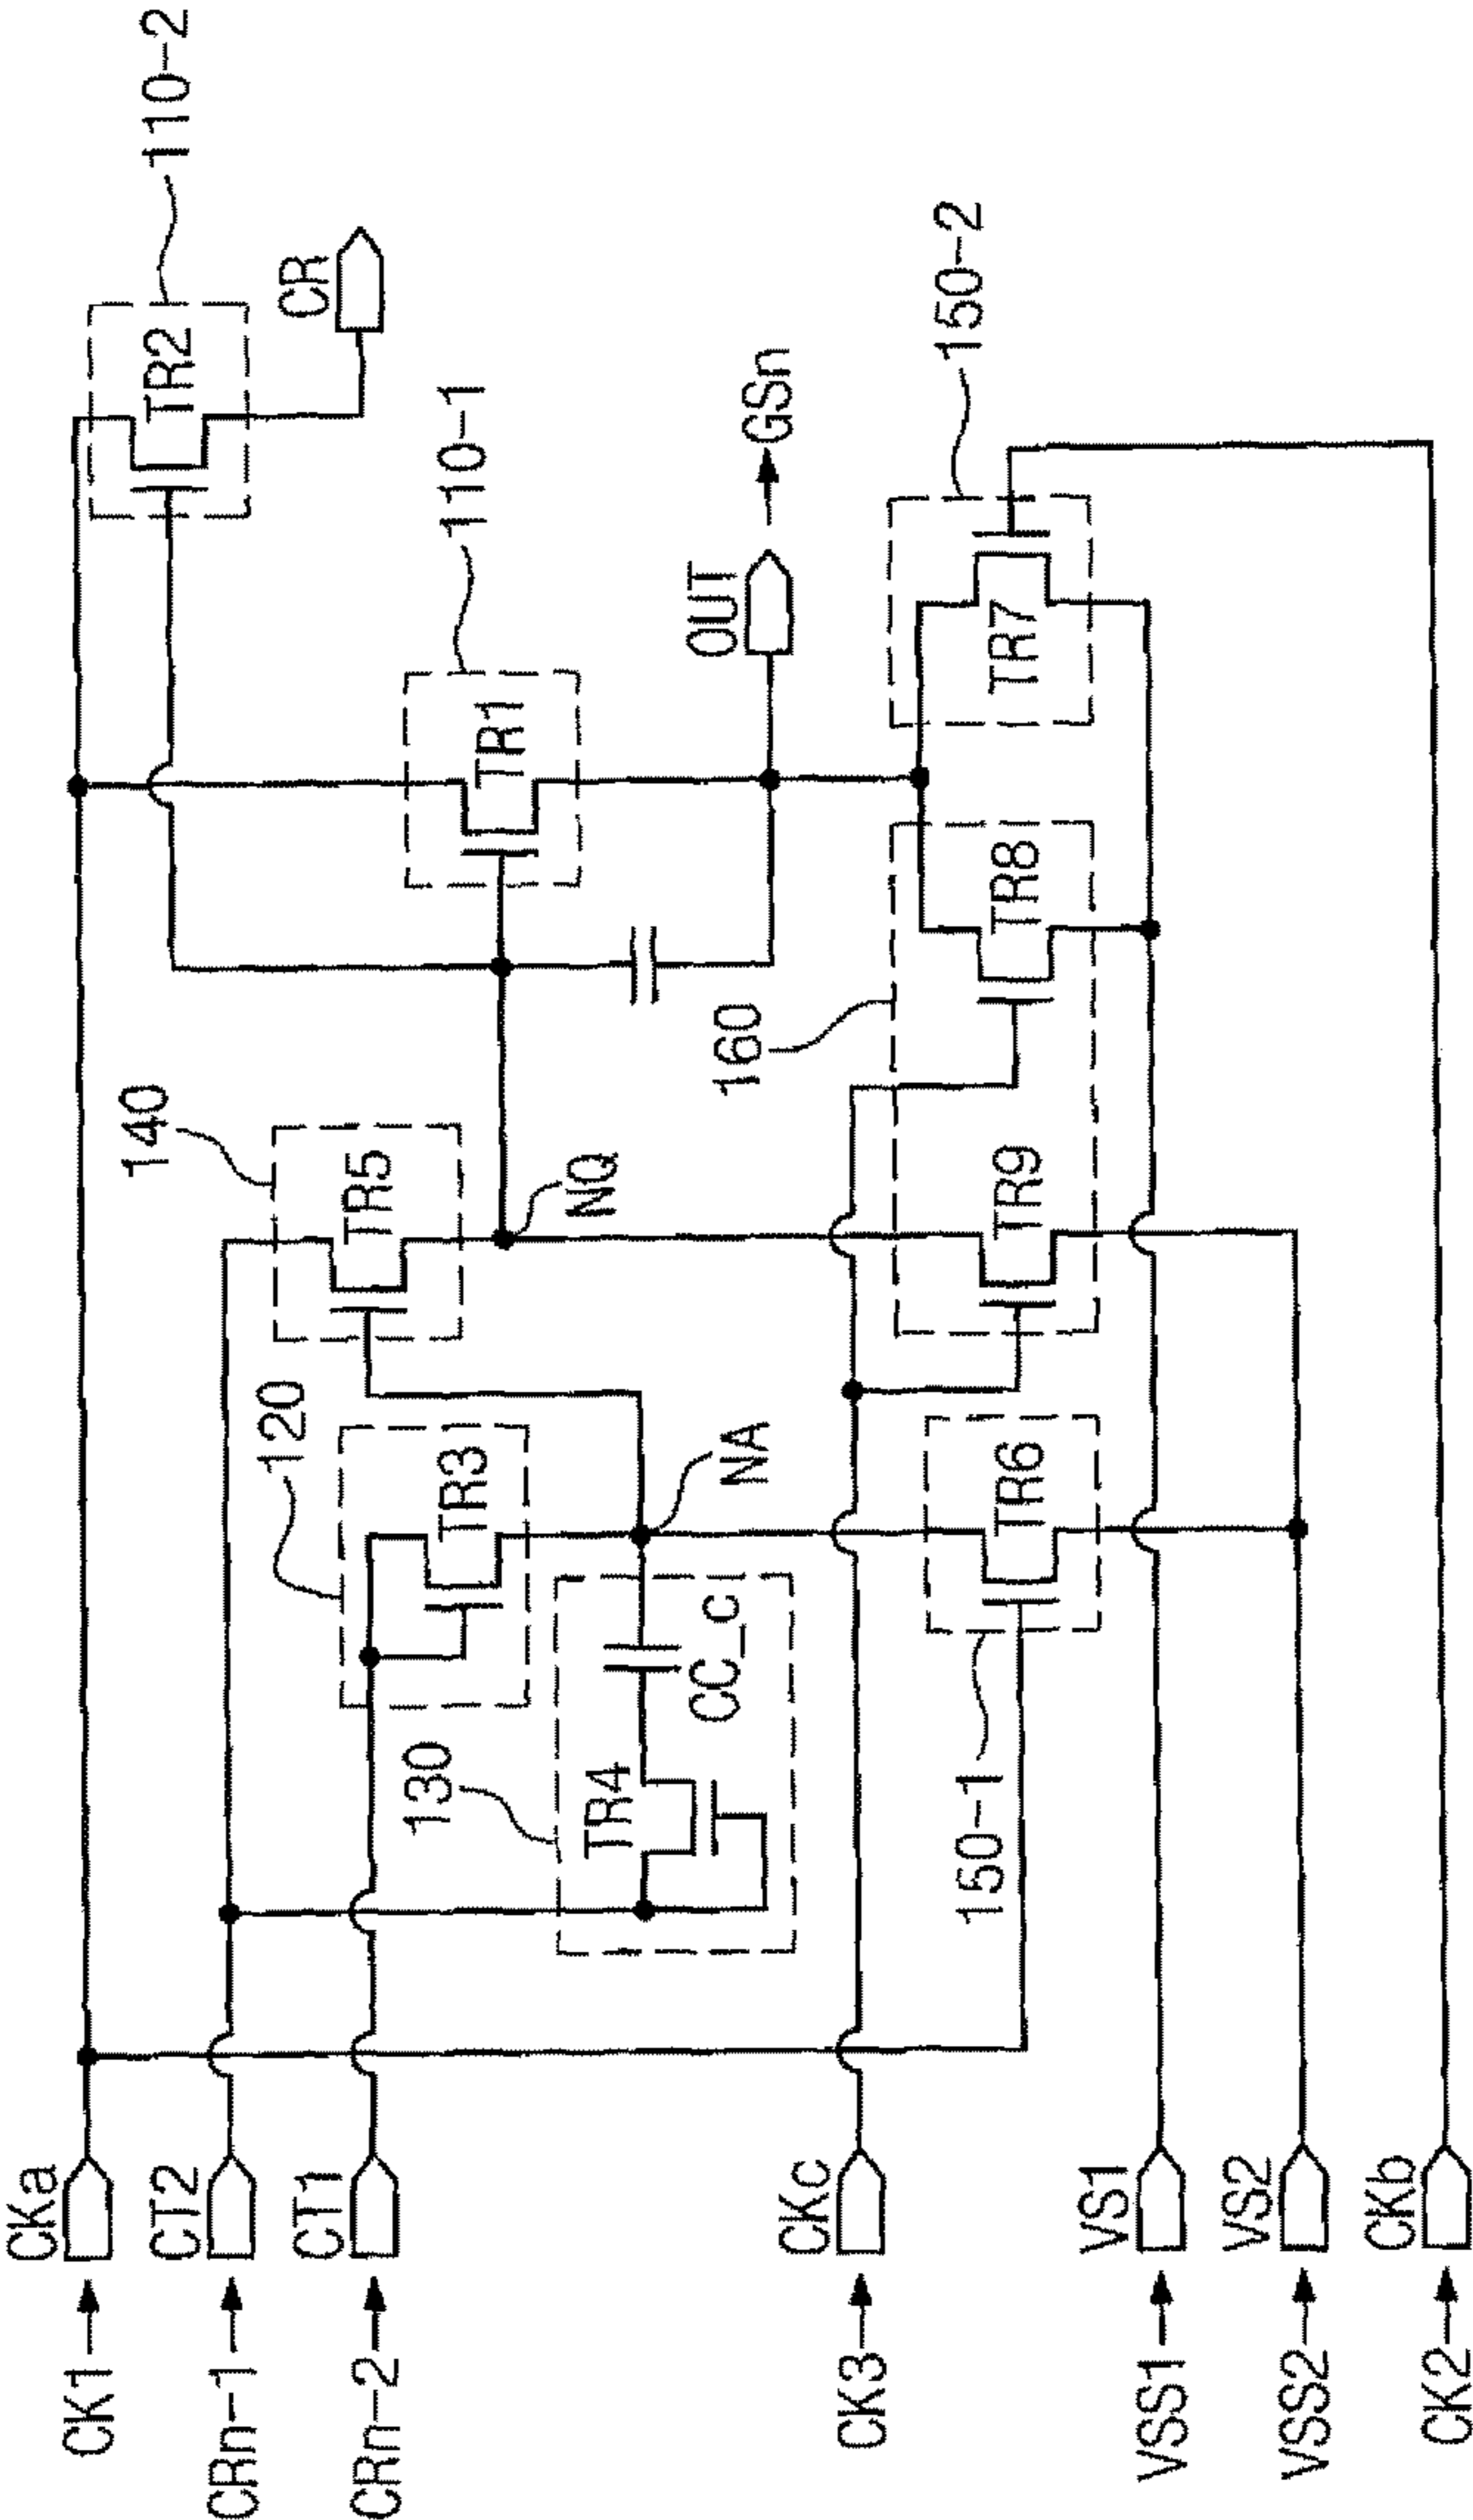 110-2
TR2
CR
110-1
TR1
GSn
OUT
150-2
TR7
140
TR5
NQ
160
TR8
TR9
120
TR3
NA
130
TR4
CC_c
TR6
150-1
CKa
CK1
CT2
CRn-1
CT1
CRn-2
CKc
CK3
VS1
VSS1
VS2
VSS2
CKb
CK2